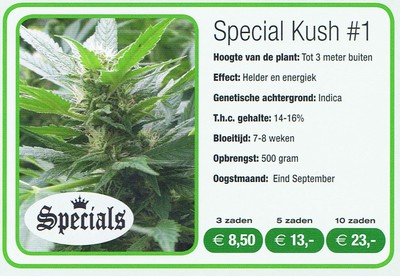 Special Kush #1
Hoogte van de plant: Tot 3 meter buiten
Effect: Helder en energiek
Genetische achtergrond: Indica
T.h.c. gehalte: 14-16%
Bloeitijd: 7-8 weken
Opbrengst: 500 gram
Oogstmaand: Eind September
Specials
3 zaden 5 zaden 10 zaden
€ 8,50 € 13,- € 23,-